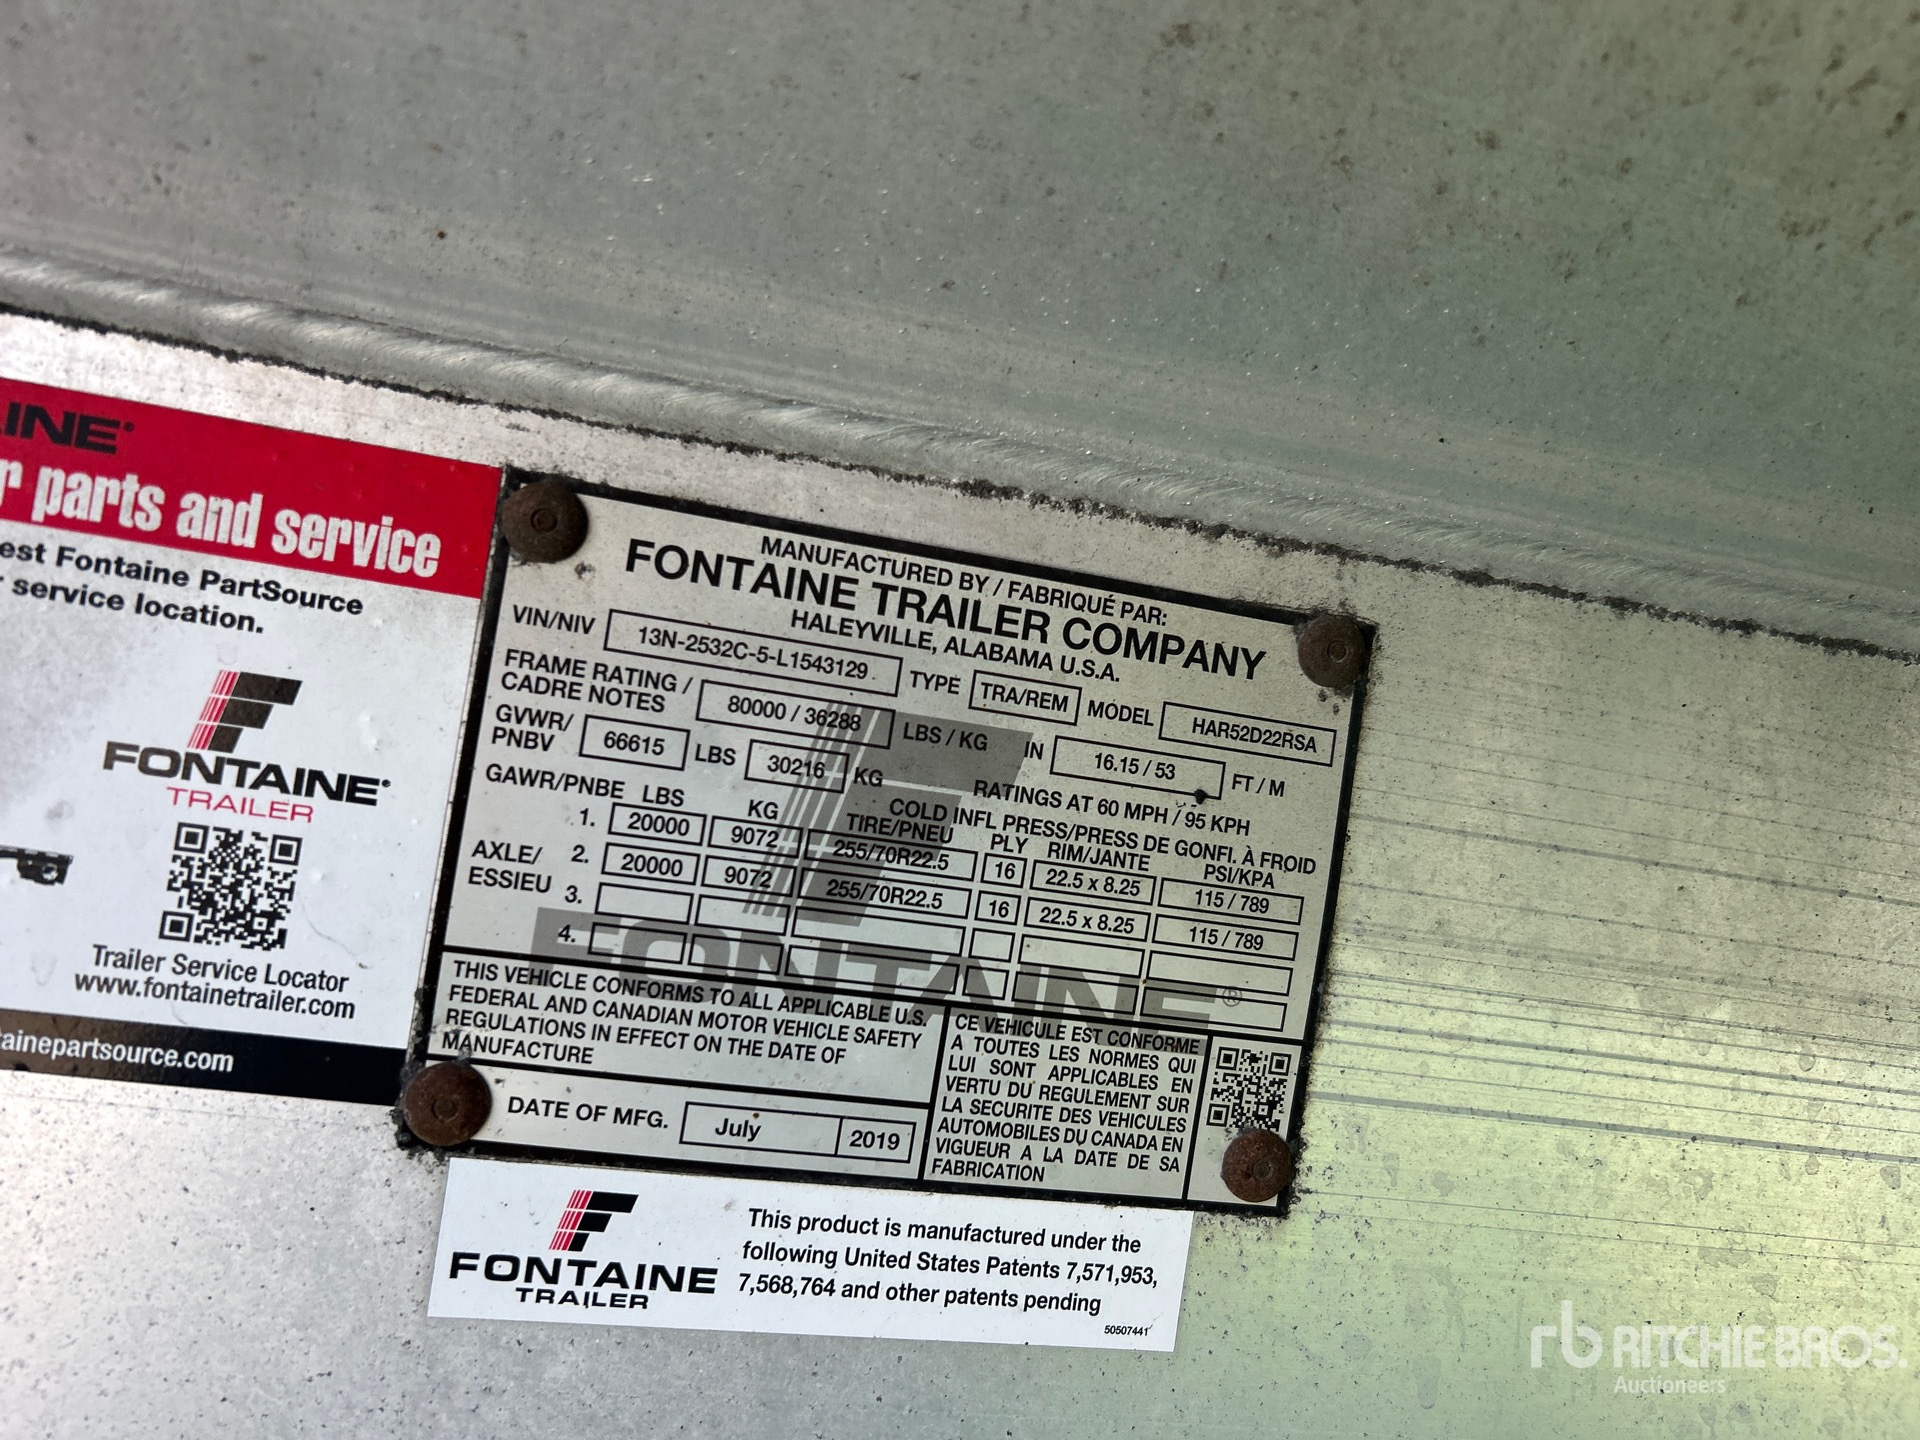 INE®
r parts and service
est Fontaine PartSource
service location.
FONTAINE®
TRAILER
Trailer Service Locator
www.fontainetrailer.com
tainepartsource.com
MANUFACTURED BY / FABRIQUÉ PAR:
FONTAINE TRAILER COMPANY
HALEYVILLE, ALABAMA U.S.A.
VIN/NIV 13N-2532C-5-L1543129 TYPE TRA/REM MODEL HAR52D22RSA
FRAME RATING / CADRE NOTES 80000 / 36288 LBS / KG IN 16.15 / 53 FT / M
GVWR/ PNBV 66615 LBS 30216 KG RATINGS AT 60 MPH / 95 KPH
COLD INFL PRESS/PRESS DE GONFL. À FROID
GAWR/PNBE LBS KG TIRE/PNEU PLY RIM/JANTE PSI/KPA
AXLE/ ESSIEU
1. 20000 9072 255/70R22.5 16 22.5 x 8.25 115 / 789
2. 20000 9072 255/70R22.5 16 22.5 x 8.25 115 / 789
3.
4.
FONTAINE®
THIS VEHICLE CONFORMS TO ALL APPLICABLE U.S.
FEDERAL AND CANADIAN MOTOR VEHICLE SAFETY
REGULATIONS IN EFFECT ON THE DATE OF
MANUFACTURE
DATE OF MFG. July 2019
CE VEHICULE EST CONFORME
A TOUTES LES NORMES QUI
LUI SONT APPLICABLES EN
VERTU DU REGULEMENT SUR
LA SECURITE DES VEHICULES
AUTOMOBILES DU CANADA EN
VIGUEUR A LA DATE DE SA
FABRICATION
FONTAINE
TRAILER
This product is manufactured under the
following United States Patents 7,571,953,
7,568,764 and other patents pending
50507441
rb RITCHIE BROS.
Auctioneers